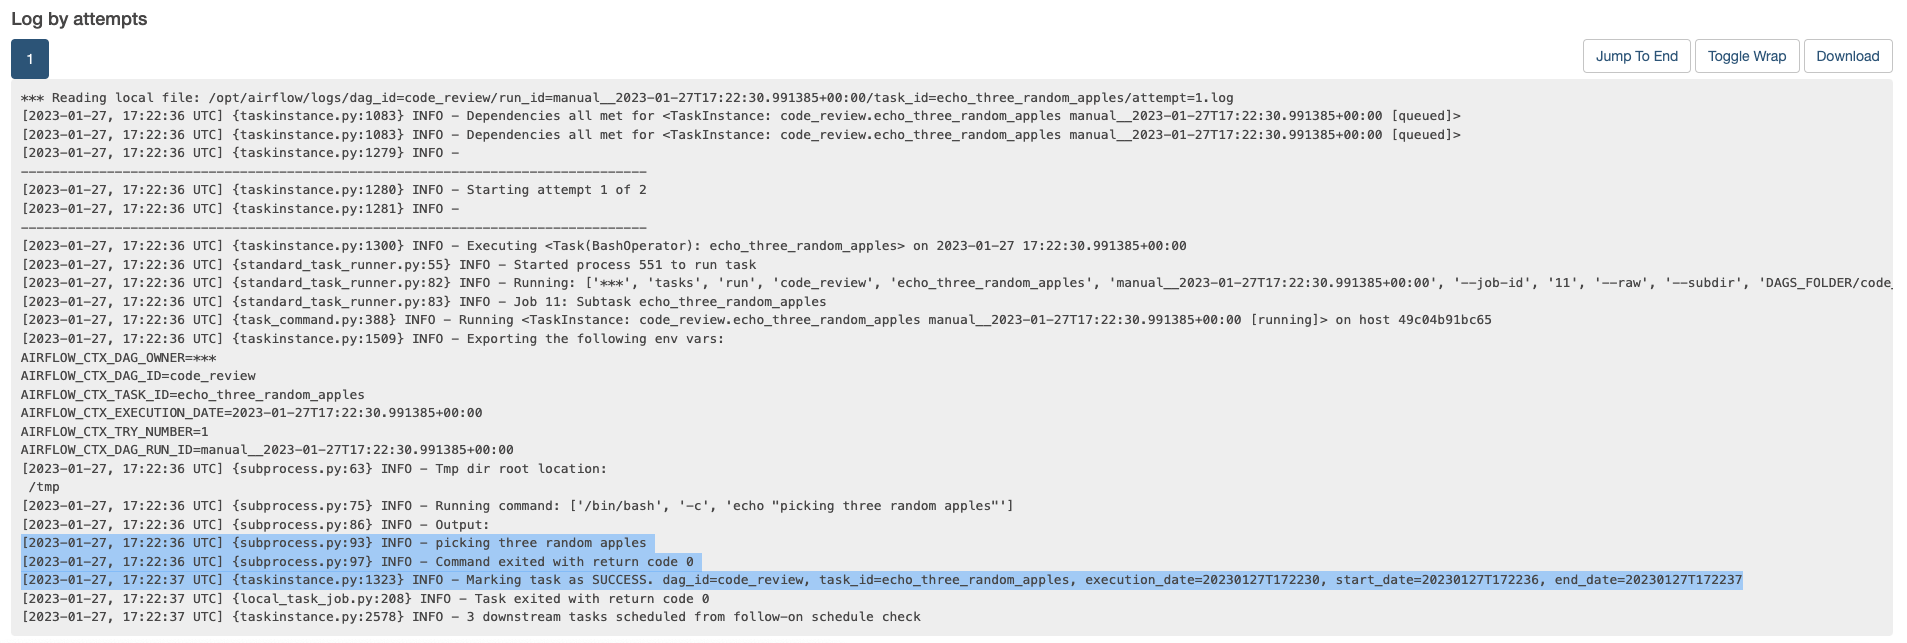 Log by attempts
1
Jump To End Toggle Wrap Download
*** Reading local file: /opt/airflow/logs/dag_id=code_review/run_id=manual__2023-01-27T17:22:30.991385+00:00/task_id=echo_three_random_apples/attempt=1.log
[2023-01-27, 17:22:36 UTC] {taskinstance.py:1083} INFO - Dependencies all met for <TaskInstance: code_review.echo_three_random_apples manual__2023-01-27T17:22:30.991385+00:00 [queued]>
[2023-01-27, 17:22:36 UTC] {taskinstance.py:1083} INFO - Dependencies all met for <TaskInstance: code_review.echo_three_random_apples manual__2023-01-27T17:22:30.991385+00:00 [queued]>
[2023-01-27, 17:22:36 UTC] {taskinstance.py:1279} INFO -
--------------------------------------------------------------------------------
[2023-01-27, 17:22:36 UTC] {taskinstance.py:1280} INFO - Starting attempt 1 of 2
[2023-01-27, 17:22:36 UTC] {taskinstance.py:1281} INFO -
--------------------------------------------------------------------------------
[2023-01-27, 17:22:36 UTC] {taskinstance.py:1300} INFO - Executing <Task(BashOperator): echo_three_random_apples> on 2023-01-27 17:22:30.991385+00:00
[2023-01-27, 17:22:36 UTC] {standard_task_runner.py:55} INFO - Started process 551 to run task
[2023-01-27, 17:22:36 UTC] {standard_task_runner.py:82} INFO - Running: ['***', 'tasks', 'run', 'code_review', 'echo_three_random_apples', 'manual__2023-01-27T17:22:30.991385+00:00', '--job-id', '11', '--raw', '--subdir', 'DAGS_FOLDER/code_
[2023-01-27, 17:22:36 UTC] {standard_task_runner.py:83} INFO - Job 11: Subtask echo_three_random_apples
[2023-01-27, 17:22:36 UTC] {task_command.py:388} INFO - Running <TaskInstance: code_review.echo_three_random_apples manual__2023-01-27T17:22:30.991385+00:00 [running]> on host 49c04b91bc65
[2023-01-27, 17:22:36 UTC] {taskinstance.py:1509} INFO - Exporting the following env vars:
AIRFLOW_CTX_DAG_OWNER=***
AIRFLOW_CTX_DAG_ID=code_review
AIRFLOW_CTX_TASK_ID=echo_three_random_apples
AIRFLOW_CTX_EXECUTION_DATE=2023-01-27T17:22:30.991385+00:00
AIRFLOW_CTX_TRY_NUMBER=1
AIRFLOW_CTX_DAG_RUN_ID=manual__2023-01-27T17:22:30.991385+00:00
[2023-01-27, 17:22:36 UTC] {subprocess.py:63} INFO - Tmp dir root location:
/tmp
[2023-01-27, 17:22:36 UTC] {subprocess.py:75} INFO - Running command: ['/bin/bash', '-c', 'echo "picking three random apples"']
[2023-01-27, 17:22:36 UTC] {subprocess.py:86} INFO - Output:
[2023-01-27, 17:22:36 UTC] {subprocess.py:93} INFO - picking three random apples
[2023-01-27, 17:22:36 UTC] {subprocess.py:97} INFO - Command exited with return code 0
[2023-01-27, 17:22:37 UTC] {taskinstance.py:1323} INFO - Marking task as SUCCESS. dag_id=code_review, task_id=echo_three_random_apples, execution_date=20230127T172230, start_date=20230127T172236, end_date=20230127T172237
[2023-01-27, 17:22:37 UTC] {local_task_job.py:208} INFO - Task exited with return code 0
[2023-01-27, 17:22:37 UTC] {taskinstance.py:2578} INFO - 3 downstream tasks scheduled from follow-on schedule check